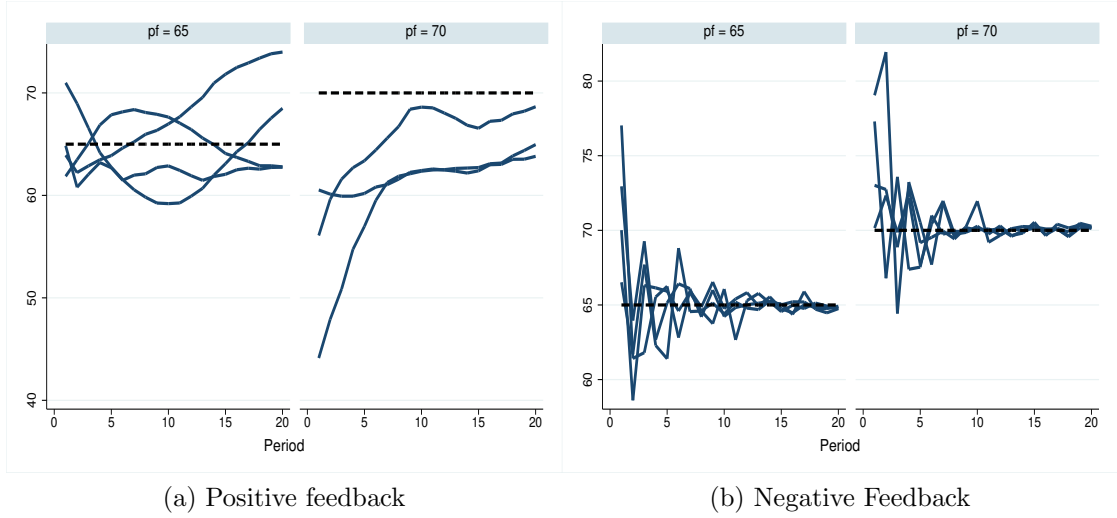 pf = 65
pf = 70
70
60
50
40
0 5 10 15 20
0 5 10 15 20
Period
pf = 65
pf = 70
80
75
70
65
60
0 5 10 15 20
0 5 10 15 20
Period
(a) Positive feedback
(b) Negative Feedback